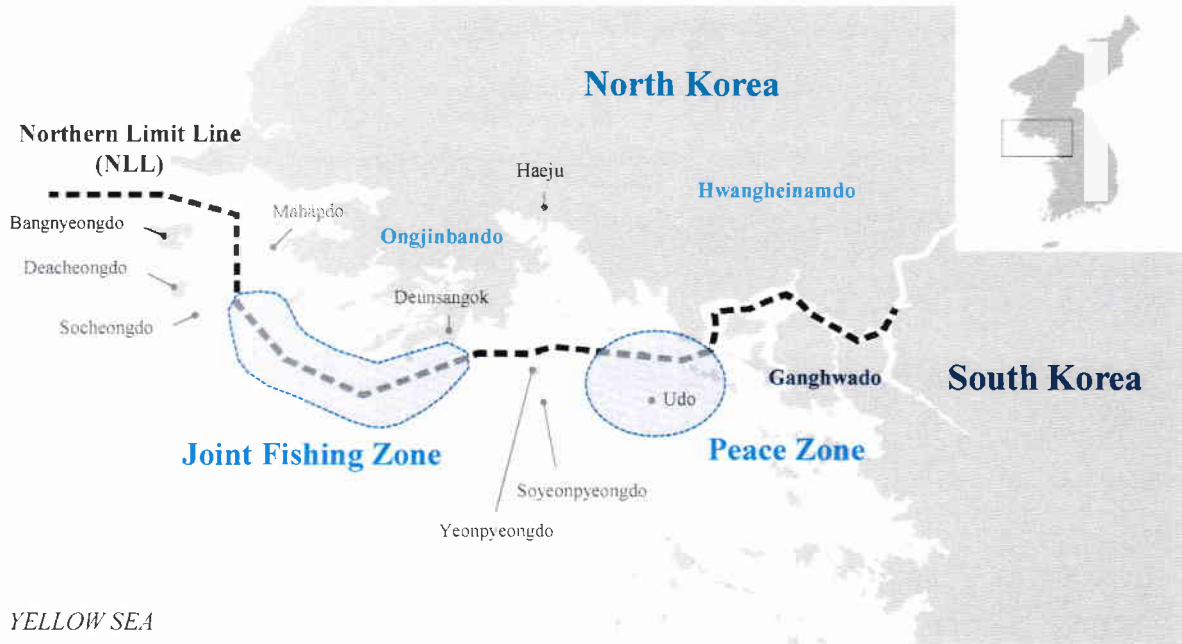 North Korea
Northern Limit Line
(NLL)
Haeju
Hwangheinamdo
Bangnyeongdo
Mahapdo
Ongjinbando
Deacheongdo
Deunsangok
Socheongdo
Ganghwado
South Korea
Udo
Joint Fishing Zone
Peace Zone
Soyeonpyeongdo
Yeonpyeongdo
YELLOW SEA